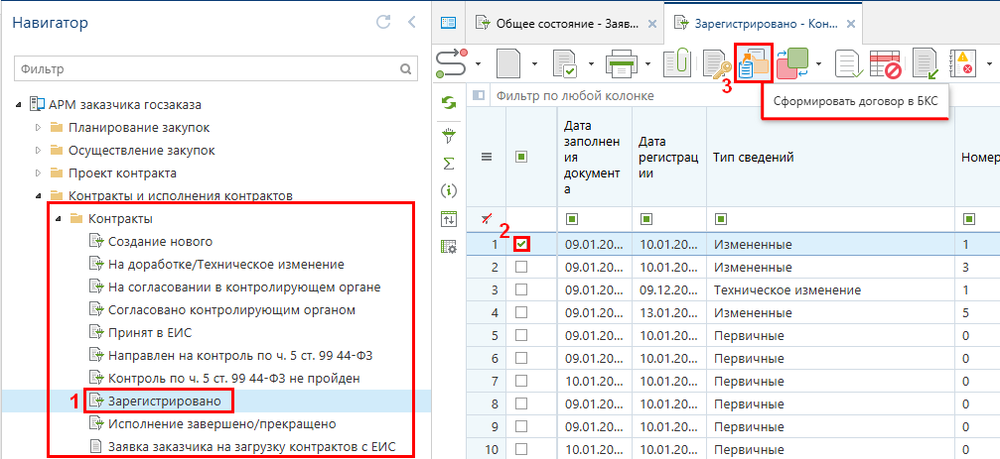 Навигатор
Общее состояние - Заяв...
Зарегистрировано - Кон...
Фильтр
3
Сформировать договор в БКС
Фильтр по любой колонке
АРМ заказчика госзаказа
Планирование закупок
Осуществление закупок
Проект контракта
Контракты и исполнения контрактов
Контракты
Создание нового
На доработке/Техническое изменение
На согласовании в контролирующем органе
Согласовано контролирующим органом
Принят в ЕИС
Направлен на контроль по ч. 5 ст. 99 44-ФЗ
Контроль по ч. 5 ст. 99 44-ФЗ не пройден
1 Зарегистрировано
Исполнение завершено/прекращено
Заявка заказчика на загрузку контрактов с ЕИС
Дата
заполнен
ия
документ
а
Дата
регистрац
ии
Тип сведений
Номер
2
1 09.01.20... 10.01.20... Измененные 1
2 09.01.20... 10.01.20... Измененные 3
3 09.01.20... 09.12.20... Техническое изменение 1
4 09.01.20... 13.01.20... Измененные 5
5 09.01.20... 10.01.20... Первичные 0
6 09.01.20... 10.01.20... Первичные 0
7 10.01.20... 10.01.20... Первичные 0
8 09.01.20... 10.01.20... Первичные 0
9 09.01.20... 10.01.20... Первичные 0
10 10.01.20... 10.01.20... Первичные 0